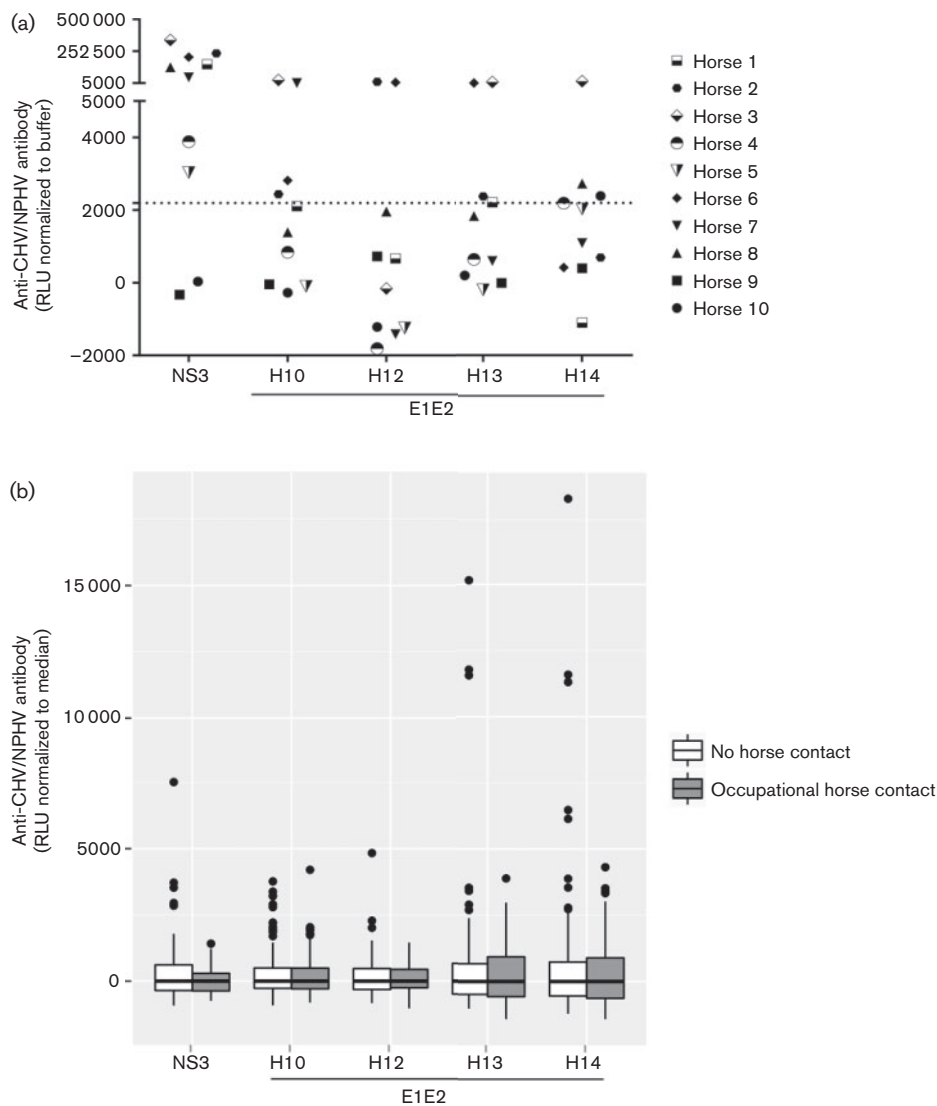 (a)
Anti-CHV/NPHV antibody
(RLU normalized to buffer)
500 000
252 500
5000
5000
4000
2000
0
−2000
NS3 H10 H12 H13 H14
E1E2
Horse 1
Horse 2
Horse 3
Horse 4
Horse 5
Horse 6
Horse 7
Horse 8
Horse 9
Horse 10
(b)
Anti-CHV/NPHV antibody
(RLU normalized to median)
15 000
10 000
5000
0
NS3 H10 H12 H13 H14
E1E2
No horse contact
Occupational horse contact